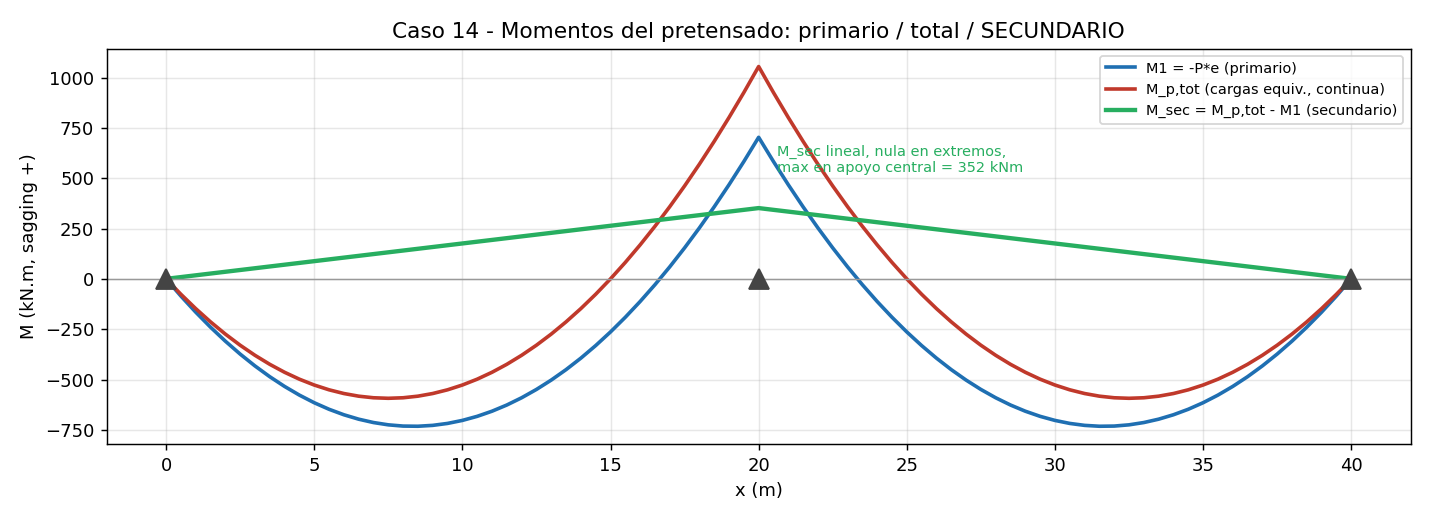 Caso 14 - Momentos del pretensado: primario / total / SECUNDARIO
M1 = -P*e (primario)
M_p,tot (cargas equiv., continua)
M_sec = M_p,tot - M1 (secundario)
M_sec lineal, nula en extremos,
max en apoyo central = 352 kNm
M (kN.m, sagging +)
1000
750
500
250
0
−250
−500
−750
0 5 10 15 20 25 30 35 40
x (m)